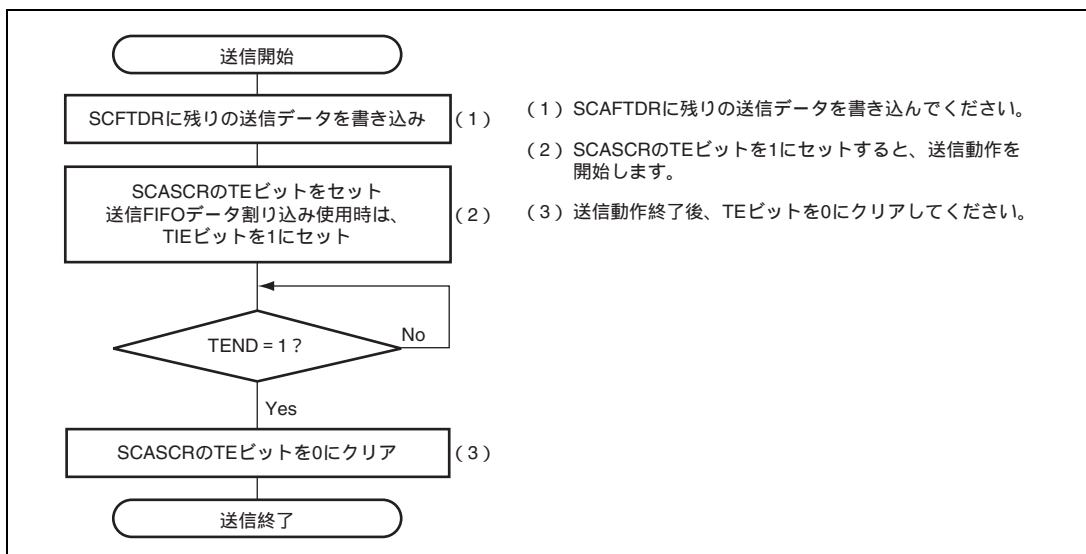 送信開始
SCFTDRに残りの送信データを書き込み
(1)
SCASCRのTEビットをセット
送信FIFOデータ割り込み使用時は、
TIEビットを1にセット
(2)
TEND = 1?
No
Yes
SCASCRのTEビットを0にクリア
(3)
送信終了
(1)SCAFTDRに残りの送信データを書き込んでください。
(2)SCASCRのTEビットを1にセットすると、送信動作を
開始します。
(3)送信動作終了後、TEビットを0にクリアしてください。